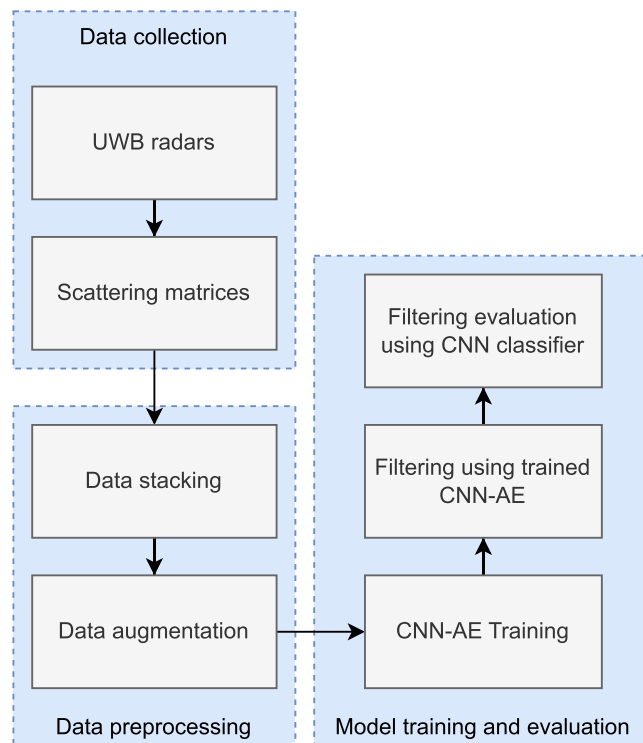 Data collection
UWB radars
Scattering matrices
Data stacking
Data augmentation
Data preprocessing
Filtering evaluation
using CNN classifier
Filtering using trained
CNN-AE
CNN-AE Training
Model training and evaluation